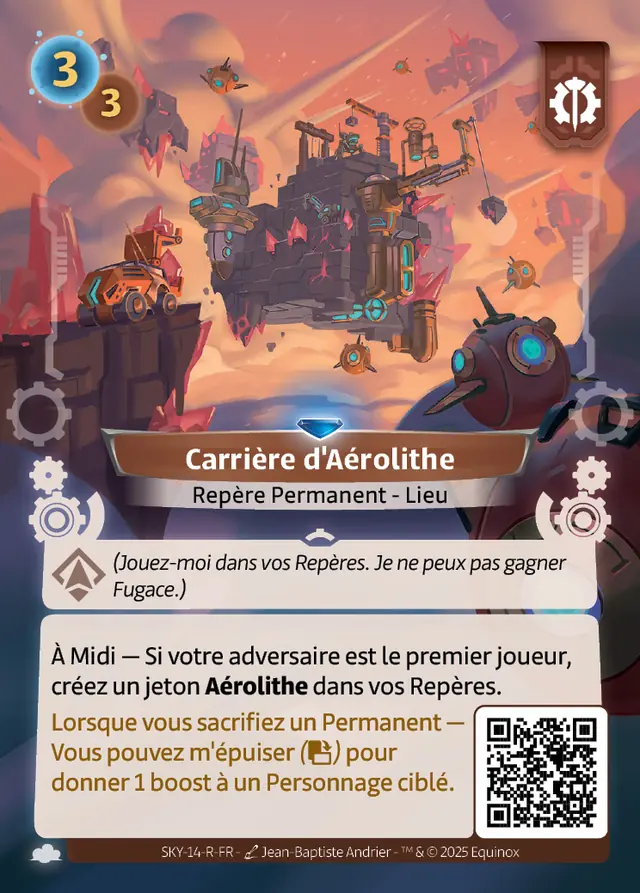 3
3
Carrière d'Aérolithe
Repère Permanent - Lieu
(Jouez-moi dans vos Repères. Je ne peux pas gagner
Fugace.)
À Midi — Si votre adversaire est le premier joueur,
créez un jeton Aérolithe dans vos Repères.
Lorsque vous sacrifiez un Permanent —
Vous pouvez m'épuiser () pour
donner 1 boost à un Personnage ciblé.
SKY-14-R-FR - Jean-Baptiste Andrier - ™ & © 2025 Equinox